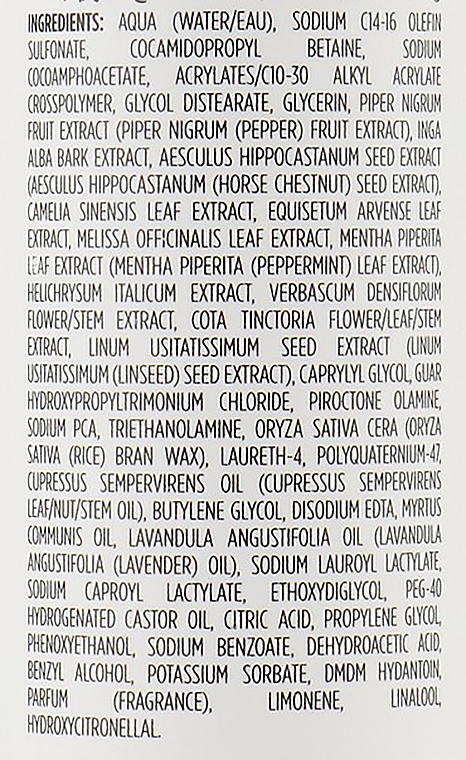 INGREDIENTS: AQUA (WATER/EAU), SODIUM C14-16 OLEFIN
SULFONATE, COCAMIDOPROPYL BETAINE, SODIUM
COCOAMPHOACETATE, ACRYLATES/C10-30 ALKYL ACRYLATE
CROSSPOLYMER, GLYCOL DISTEARATE, GLYCERIN, PIPER NIGRUM
FRUIT EXTRACT (PIPER NIGRUM (PEPPER) FRUIT EXTRACT), INGA
ALBA BARK EXTRACT, AESCULUS HIPPOCASTANUM SEED EXTRACT
(AESCULUS HIPPOCASTANUM (HORSE CHESTNUT) SEED EXTRACT),
CAMELIA SINENSIS LEAF EXTRACT, EQUISETUM ARVENSE LEAF
EXTRACT, MELISSA OFFICINALIS LEAF EXTRACT, MENTHA PIPERITA
LEAF EXTRACT (MENTHA PIPERITA (PEPPERMINT) LEAF EXTRACT),
HELICHRYSUM ITALICUM EXTRACT, VERBASCUM DENSIFLORUM
FLOWER/STEM EXTRACT, COTA TINCTORIA FLOWER/LEAF/STEM
EXTRACT, LINUM USITATISSIMUM SEED EXTRACT (LINUM
USITATISSIMUM (LINSEED) SEED EXTRACT), CAPRYLYL GLYCOL, GUAR
HYDROXYPROPYLTRIMONIUM CHLORIDE, PIROCTONE OLAMINE,
SODIUM PCA, TRIETHANOLAMINE, ORYZA SATIVA CERA (ORYZA
SATIVA (RICE) BRAN WAX), LAURETH-4, POLYQUATERNIUM-47,
CUPRESSUS SEMPERVIRENS OIL (CUPRESSUS SEMPERVIRENS
LEAF/NUT/STEM OIL), BUTYLENE GLYCOL, DISODIUM EDTA, MYRTUS
COMMUNIS OIL, LAVANDULA ANGUSTIFOLIA OIL (LAVANDULA
ANGUSTIFOLIA (LAVENDER) OIL), SODIUM LAUROYL LACTYLATE,
SODIUM CAPROYL LACTYLATE, ETHOXYDIGLYCOL, PEG-40
HYDROGENATED CASTOR OIL, CITRIC ACID, PROPYLENE GLYCOL,
PHENOXYETHANOL, SODIUM BENZOATE, DEHYDROACETIC ACID,
BENZYL ALCOHOL, POTASSIUM SORBATE, DMDM HYDANTOIN,
PARFUM (FRAGRANCE), LIMONENE, LINALOOL,
HYDROXYCITRONELLAL.